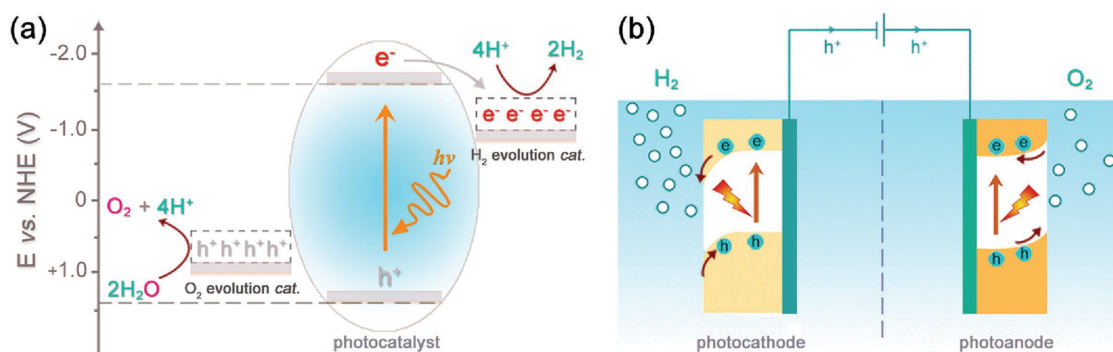 (a)
E vs. NHE (V)
-2.0
-1.0
0
+1.0
e⁻
4H⁺ 2H₂
e⁻ e⁻ e⁻ e⁻
H₂ evolution cat.
hν
O₂ + 4H⁺
h⁺ h⁺ h⁺ h⁺
O₂ evolution cat.
2H₂O
h⁺
photocatalyst
(b)
h⁺ h⁺
H₂ O₂
e e e e
h h h h
photocathode photoanode